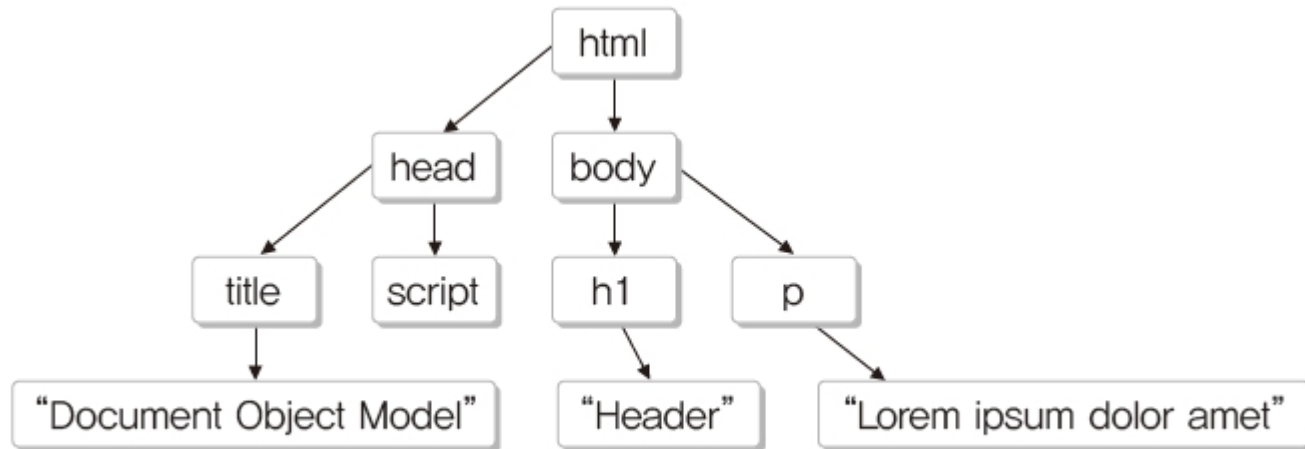 html
head
body
title
script
h1
p
“Document Object Model”
“Header”
“Lorem ipsum dolor amet”